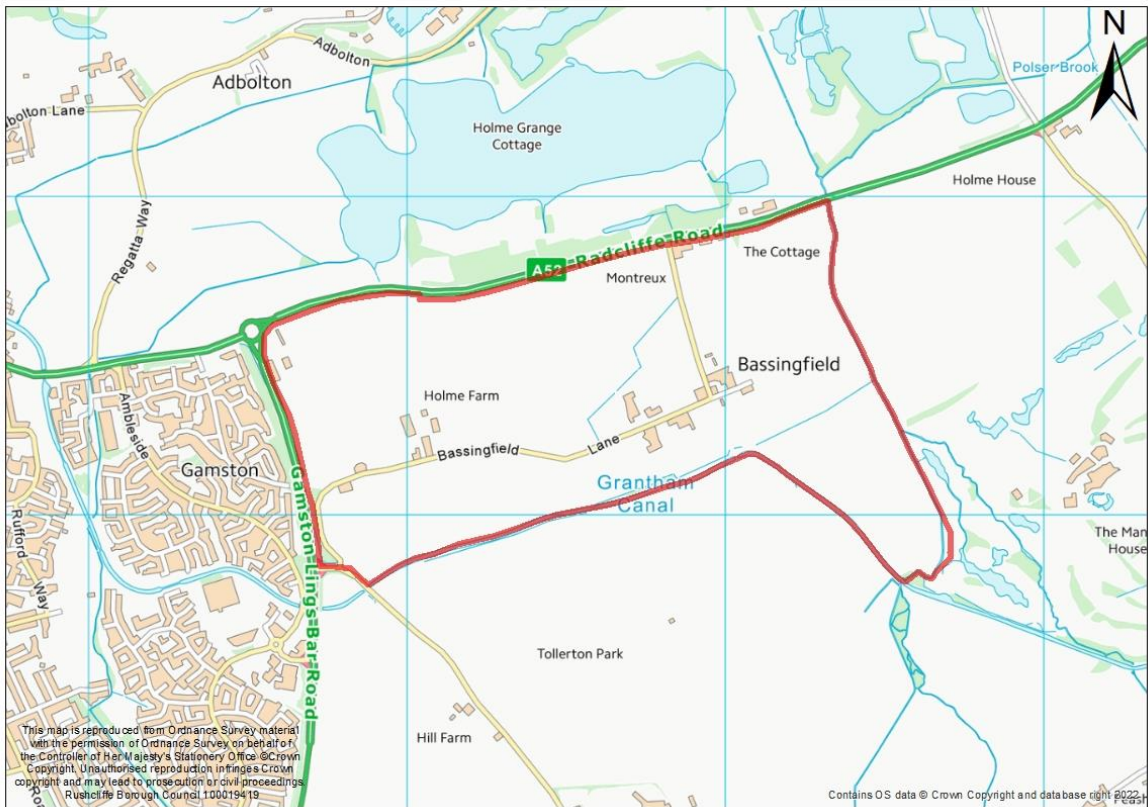 N
Adbolton
Adbolton
bolton Lane
Polser Brook
Holme Grange
Cottage
Holme House
Regatta Way
Radcliffe Road
A52
The Cottage
Montreux
Bassingfield
Holme Farm
Ambleside
Bassingfield Lane
Gamston
Grantham
Canal
Gamston Lings Bar Road
Rufford Way
The Man
House
Tollerton Park
Hill Farm
This map is reproduced from Ordnance Survey material
with the permission of Ordnance Survey on behalf of
the Controller of Her Majesty's Stationery Office © Crown
Copyright. Unauthorised reproduction infringes Crown
copyright and may lead to prosecution or civil proceedings
Rushcliffe Borough Council 100019419
Contains OS data © Crown Copyright and database right 2022